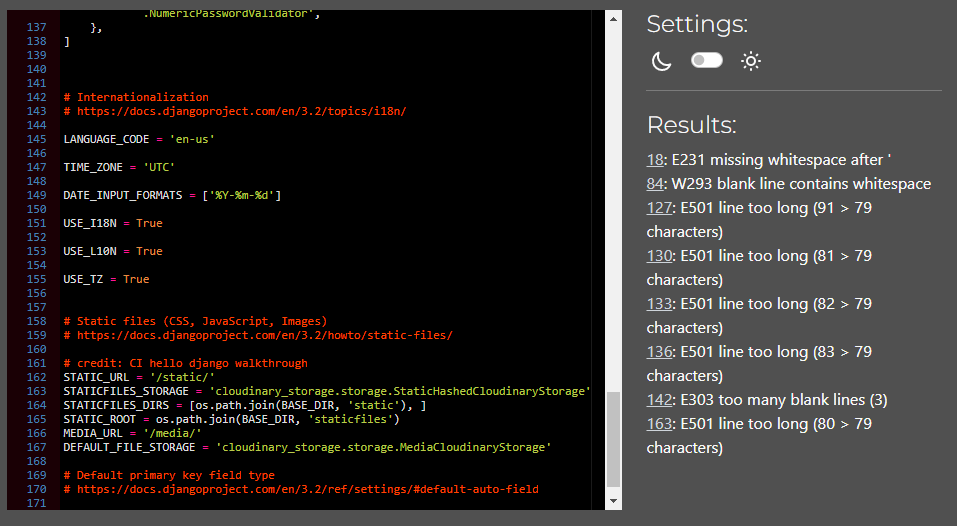 .NumericPasswordValidator',
137 },
138 ]
139
140
141
142 # Internationalization
143 # https://docs.djangoproject.com/en/3.2/topics/i18n/
144
145 LANGUAGE_CODE = 'en-us'
146
147 TIME_ZONE = 'UTC'
148
149 DATE_INPUT_FORMATS = ['%Y-%m-%d']
150
151 USE_I18N = True
152
153 USE_L10N = True
154
155 USE_TZ = True
156
157
158 # Static files (CSS, JavaScript, Images)
159 # https://docs.djangoproject.com/en/3.2/howto/static-files/
160
161 # credit: CI hello django walkthrough
162 STATIC_URL = '/static/'
163 STATICFILES_STORAGE = 'cloudinary_storage.storage.StaticHashedCloudinaryStorage'
164 STATICFILES_DIRS = [os.path.join(BASE_DIR, 'static'), ]
165 STATIC_ROOT = os.path.join(BASE_DIR, 'staticfiles')
166 MEDIA_URL = '/media/'
167 DEFAULT_FILE_STORAGE = 'cloudinary_storage.storage.MediaCloudinaryStorage'
168
169 # Default primary key field type
170 # https://docs.djangoproject.com/en/3.2/ref/settings/#default-auto-field
171
Settings:
Results:
18: E231 missing whitespace after '
84: W293 blank line contains whitespace
127: E501 line too long (91 > 79
characters)
130: E501 line too long (81 > 79
characters)
133: E501 line too long (82 > 79
characters)
136: E501 line too long (83 > 79
characters)
142: E303 too many blank lines (3)
163: E501 line too long (80 > 79
characters)